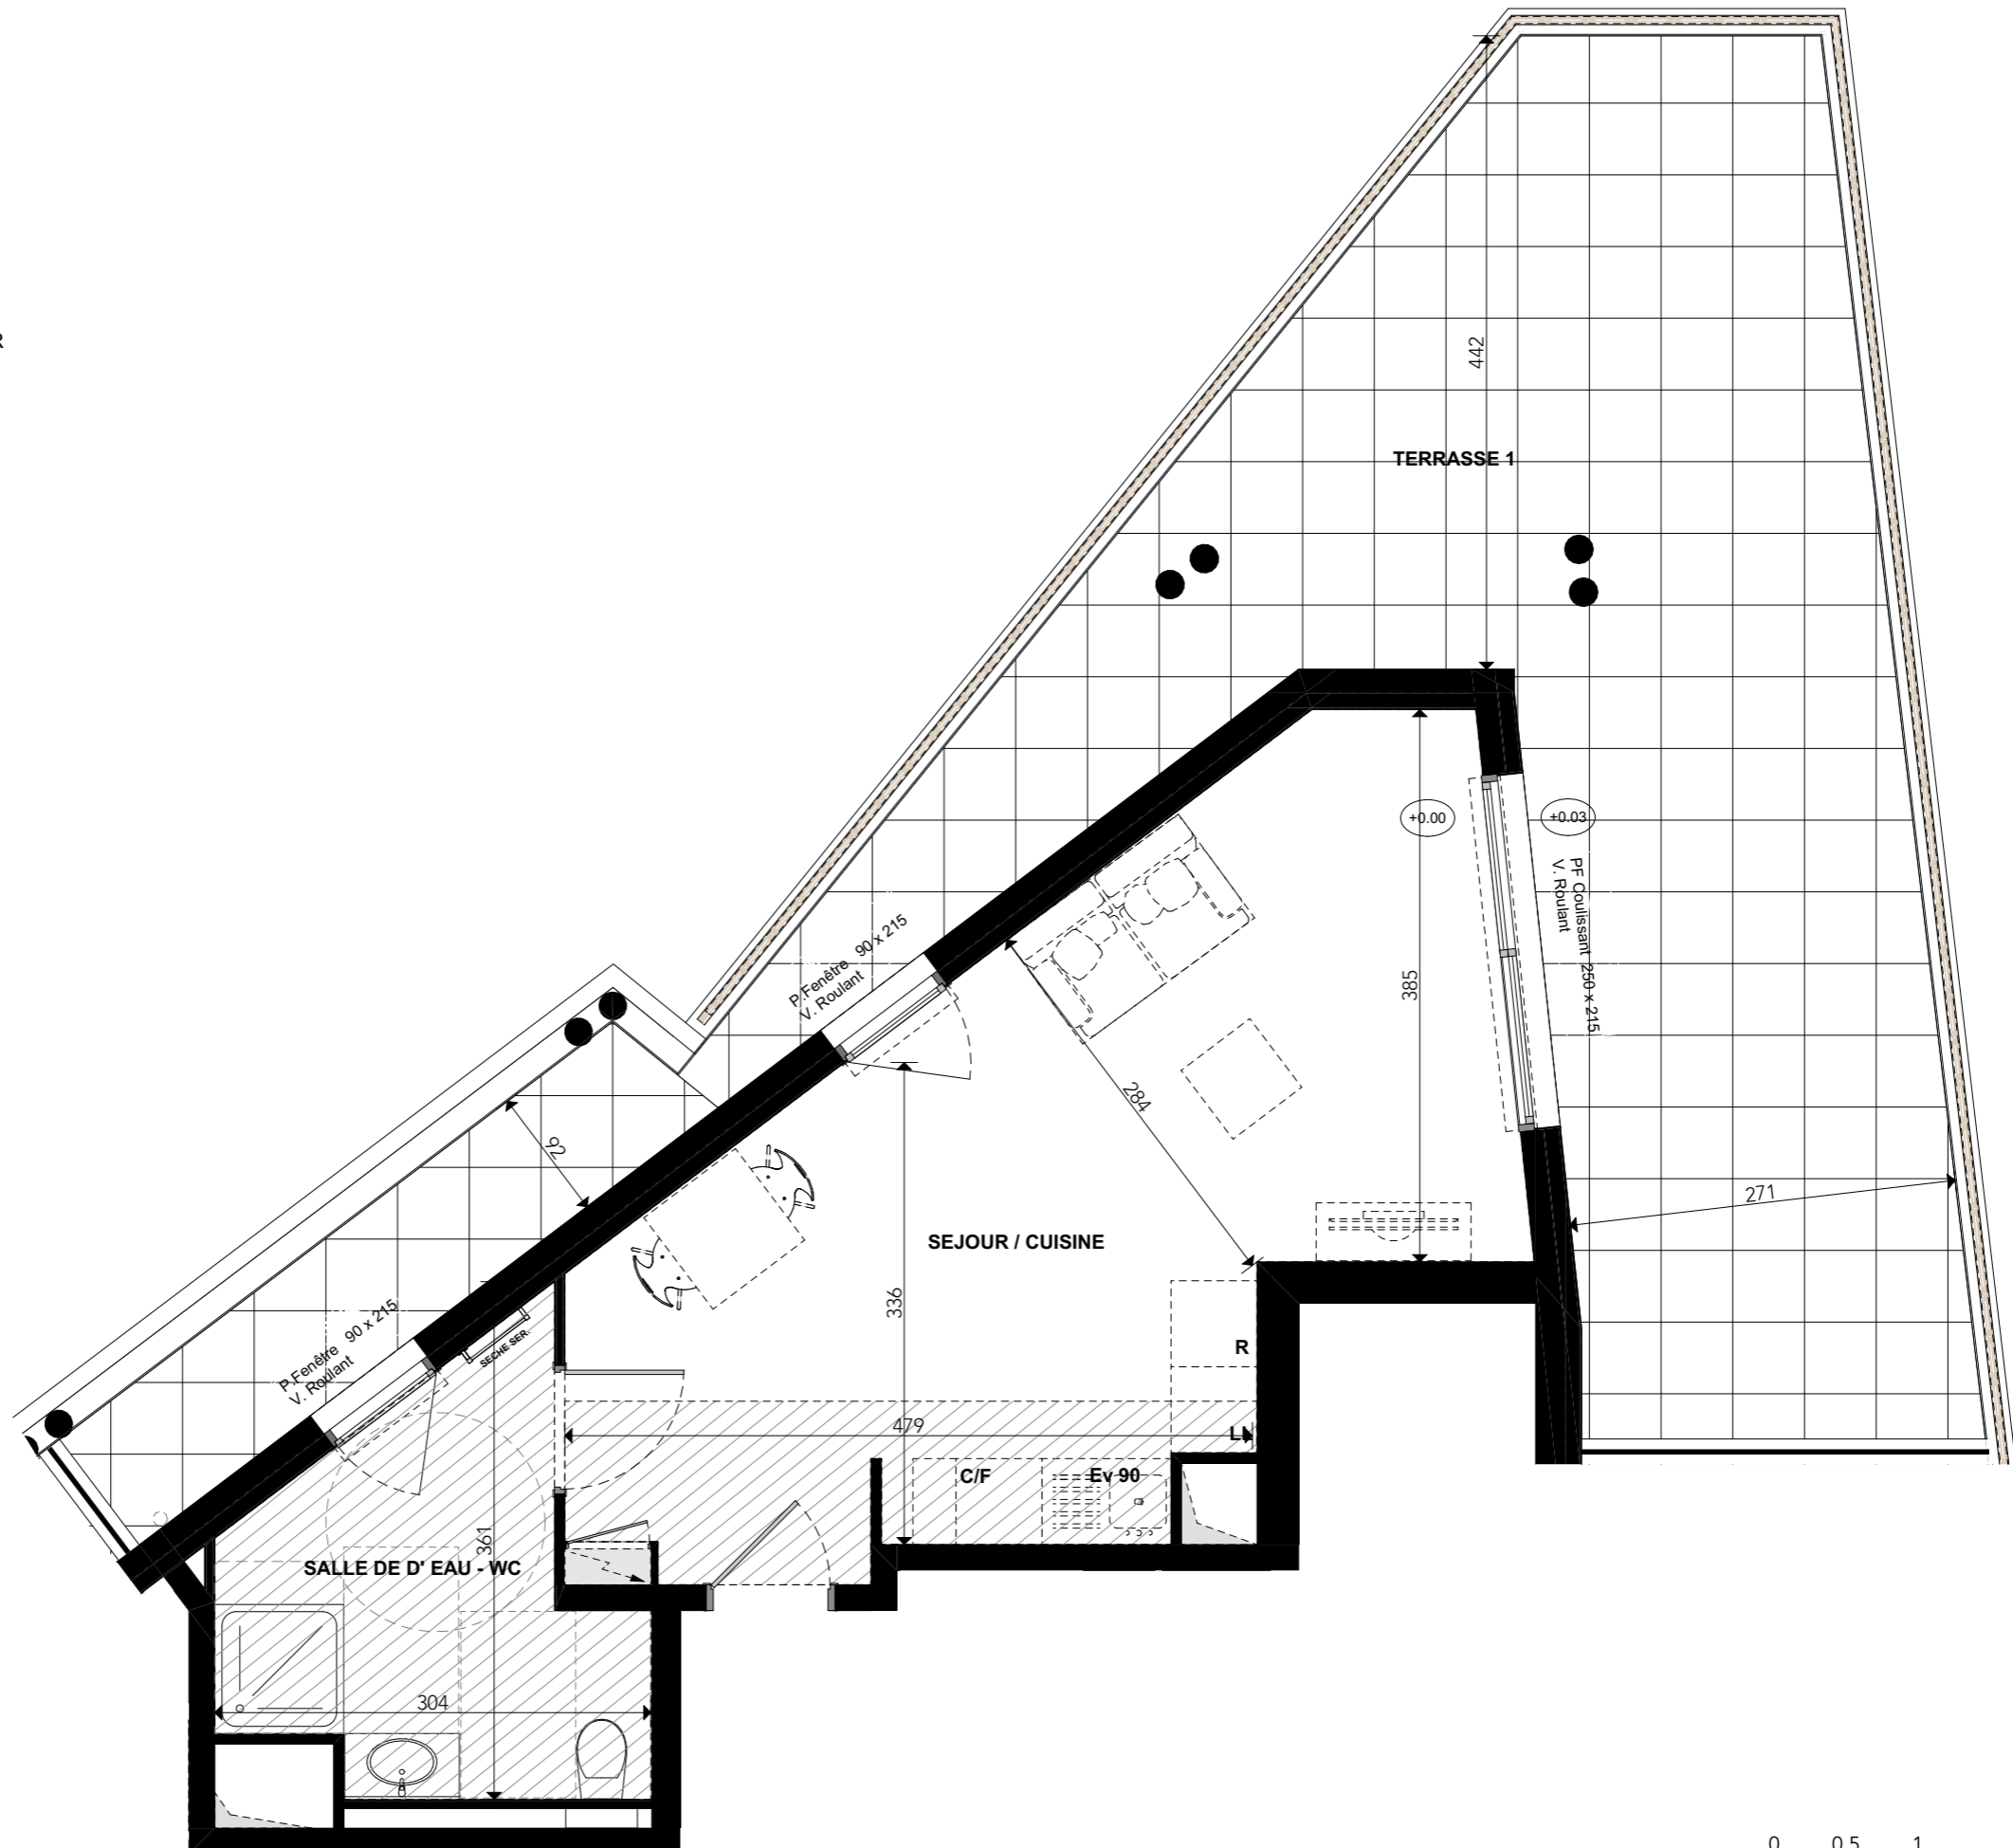 R
442
TERRASSE 1
+0.00
+0.03
PF Coulissant 250 x 215
V. Roulant
P.Fenêtre 90 x 215
V. Roulant
385
284
92
271
SEJOUR / CUISINE
336
P.Fenêtre 90 x 215
V. Roulant
SECHE SER.
R
479
C/F
Ev 90
361
SALLE DE D' EAU - WC
304
0 0.5 1